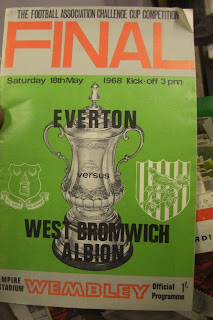 THE FOOTBALL ASSOCIATION CHALLENGE CUP COMPETITION
FINAL
Saturday 18th May 1968 Kick-off 3 pm
EVERTON
versus
WEST BROMWICH
ALBION
EMPIRE
STADIUM
WEMBLEY
Official
Programme
1/-